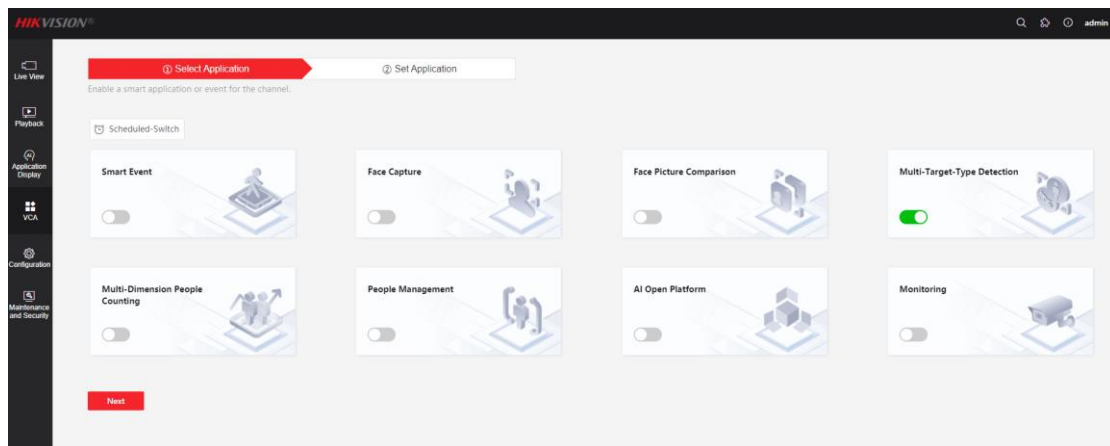 HIKVISION®
admin
Live View
Playback
AI
Application
Display
VCA
Configuration
Maintenance
and Security
① Select Application
② Set Application
Enable a smart application or event for the channel.
Scheduled-Switch
Smart Event
Face Capture
Face Picture Comparison
Multi-Target-Type Detection
Multi-Dimension People
Counting
People Management
AI Open Platform
Monitoring
Next